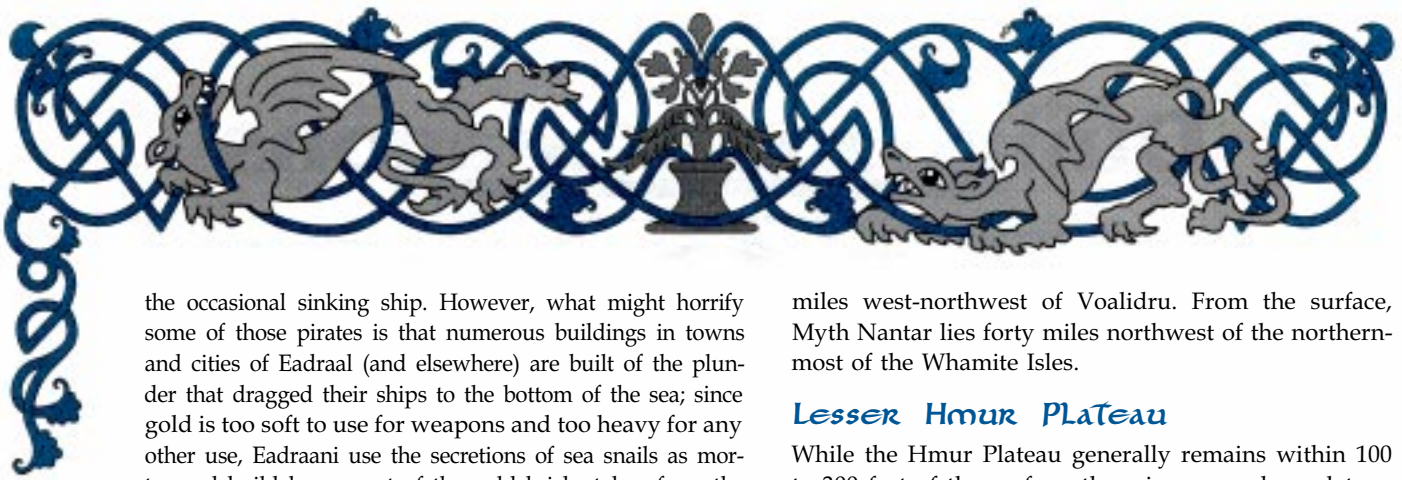 the occasional sinking ship. However, what might horrify
some of those pirates is that numerous buildings in towns
and cities of Eadraal (and elsewhere) are built of the plun-
der that dragged their ships to the bottom of the sea; since
gold is too soft to use for weapons and too heavy for any
other use, Eadraani use the secretions of sea snails as mor-
miles west-northwest of Voalidru. From the surface,
Myth Nantar lies forty miles northwest of the northern-
most of the Whamite Isles.
Lesser Hmur Plateau
While the Hmur Plateau generally remains within 100